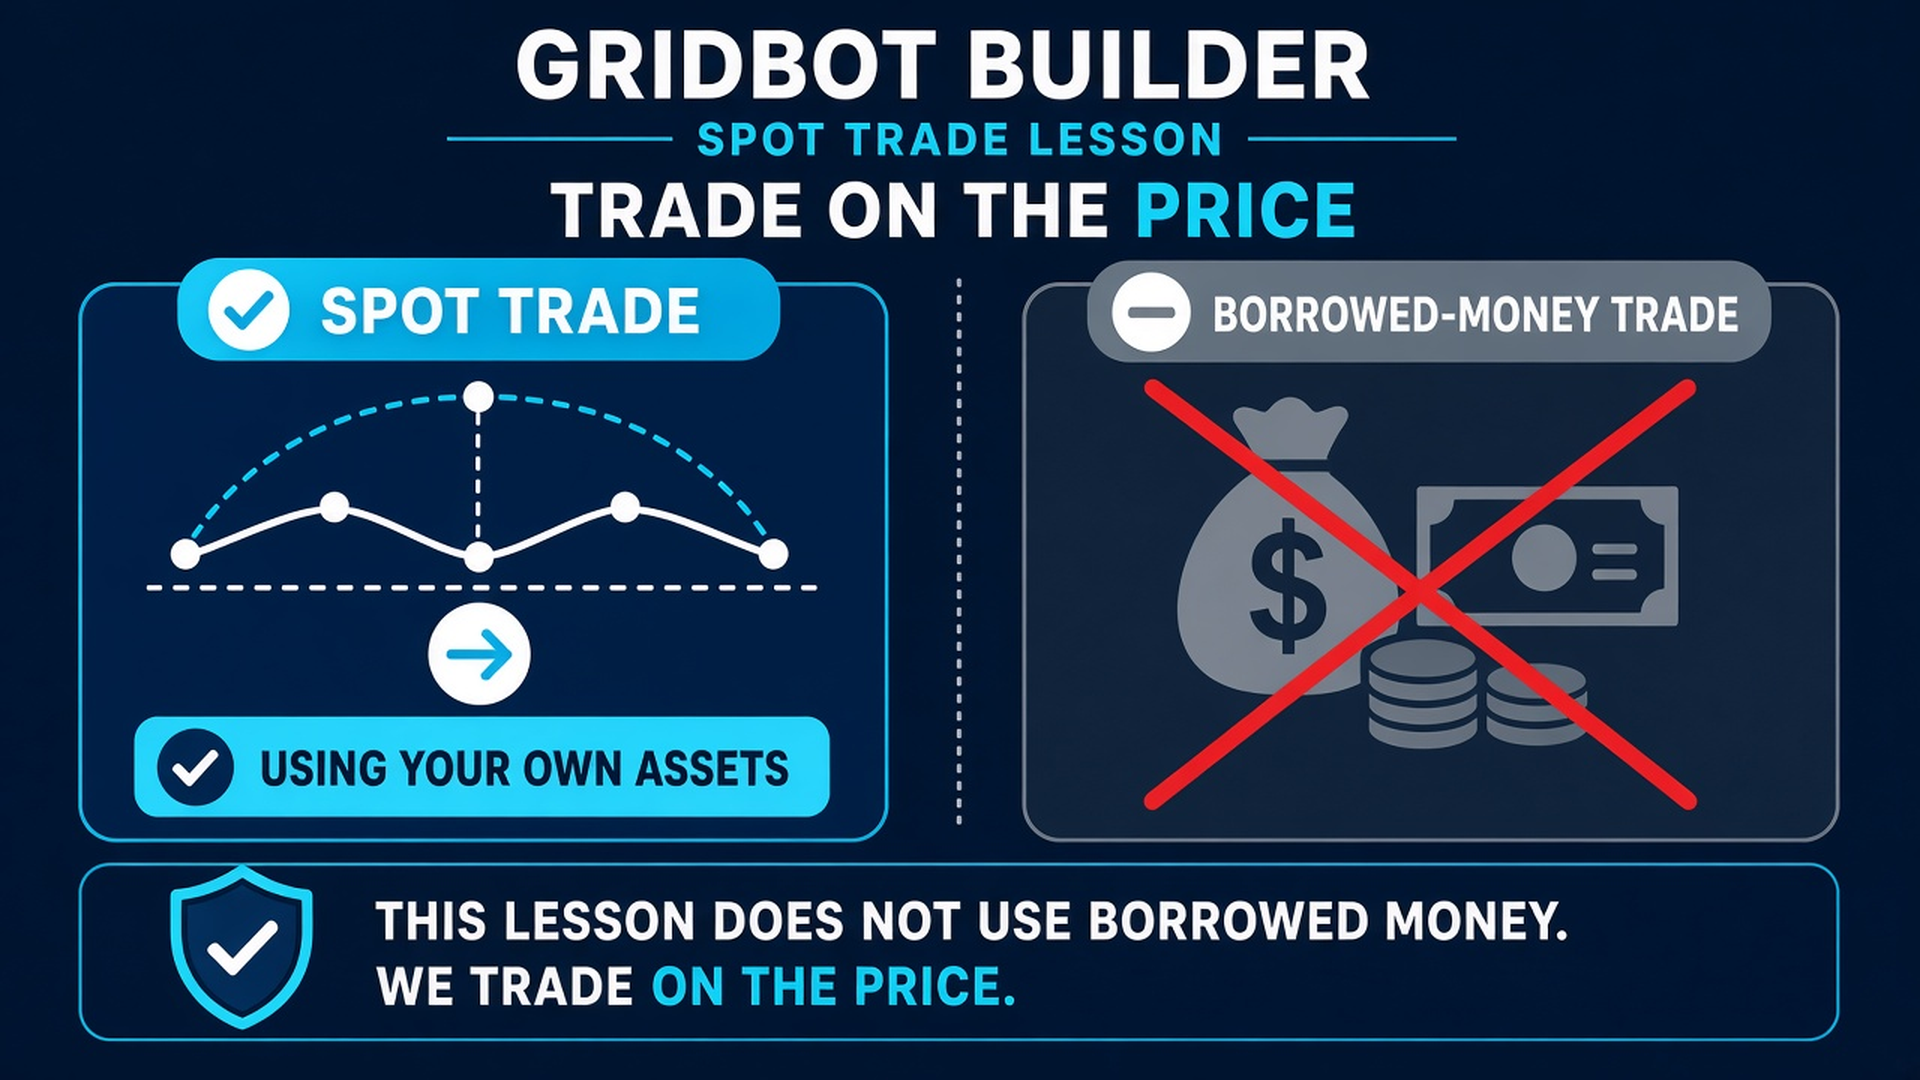 GRIDBOT BUILDER
SPOT TRADE LESSON
TRADE ON THE PRICE
SPOT TRADE
USING YOUR OWN ASSETS
BORROWED-MONEY TRADE
$
THIS LESSON DOES NOT USE BORROWED MONEY.
WE TRADE ON THE PRICE.